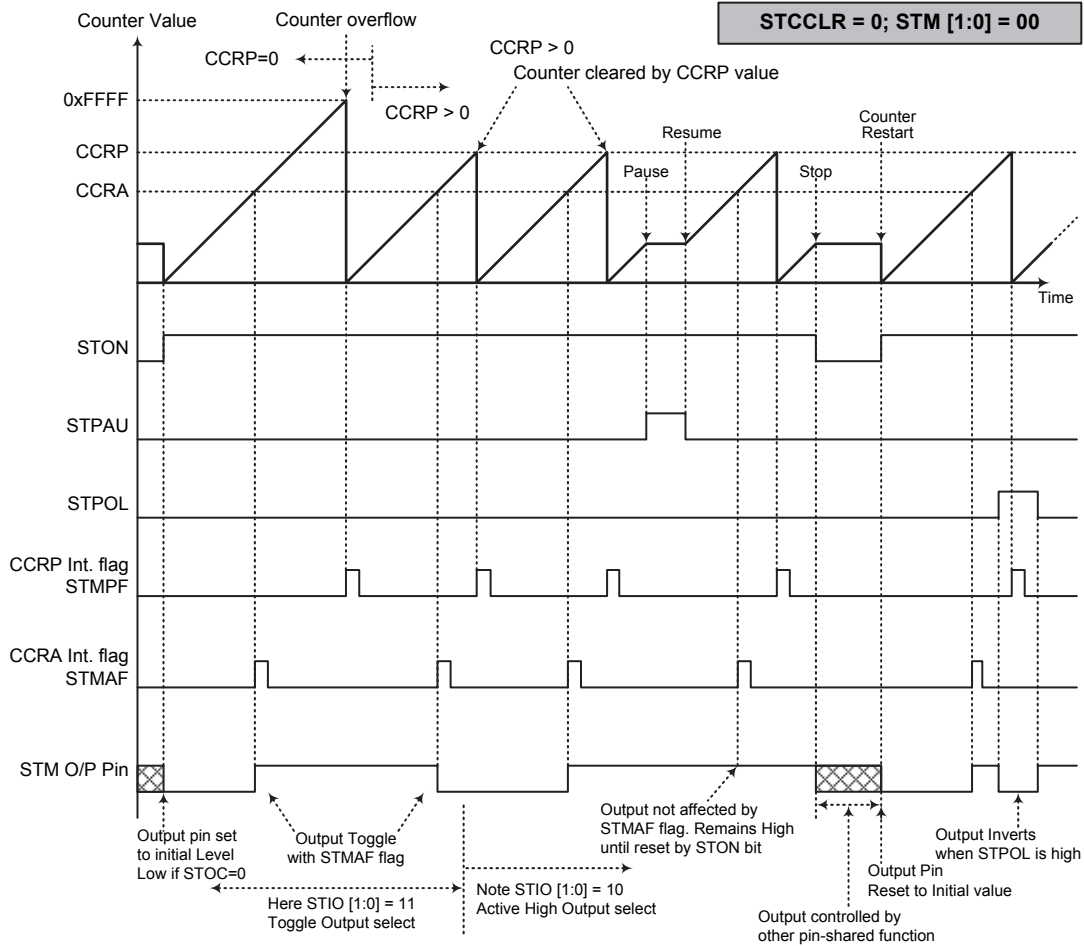 Counter Value
Counter overflow
STCCLR = 0; STM [1:0] = 00
CCRP=0
CCRP > 0
CCRP > 0
Counter cleared by CCRP value
0xFFFF
CCRP
CCRA
Pause
Resume
Stop
Counter
Restart
Time
STON
STPAU
STPOL
CCRP Int. flag
STMPF
CCRA Int. flag
STMAF
STM O/P Pin
Output pin set
to initial Level
Low if STOC=0
Output Toggle
with STMAF flag
Here STIO [1:0] = 11
Toggle Output select
Note STIO [1:0] = 10
Active High Output select
Output not affected by
STMAF flag. Remains High
until reset by STON bit
Output controlled by
other pin-shared function
Output Pin
Reset to Initial value
Output Inverts
when STPOL is high